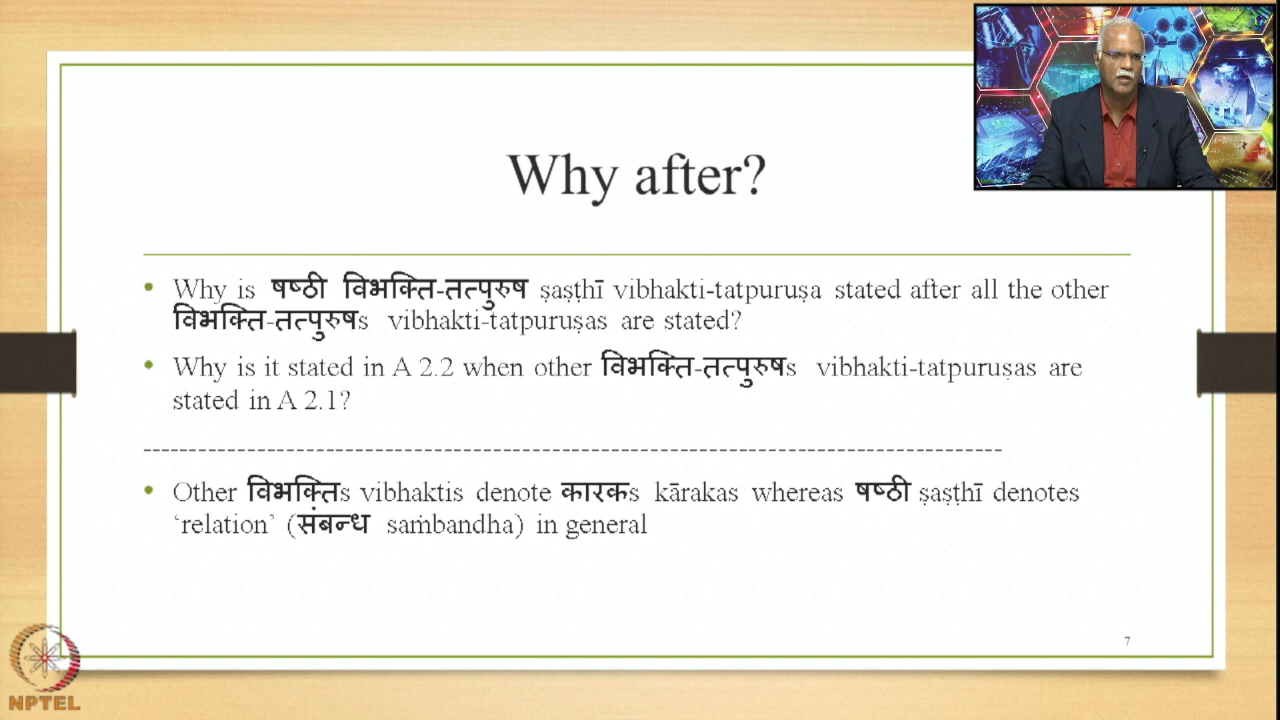 Why after?
• Why is षष्ठी विभक्ति-तत्पुरुष ṣaṣṭhī vibhakti-tatpuruṣa stated after all the other
विभक्ति-तत्पुरुषs vibhakti-tatpuruṣas are stated?
• Why is it stated in A 2.2 when other विभक्ति-तत्पुरुषs vibhakti-tatpuruṣas are
stated in A 2.1?
----------------------------------------------------------------------------------------------
• Other विभक्तिs vibhaktis denote कारकs kārakas whereas षष्ठी ṣaṣṭhī denotes
‘relation’ (संबन्ध saṁbandha) in general
7
NPTEL